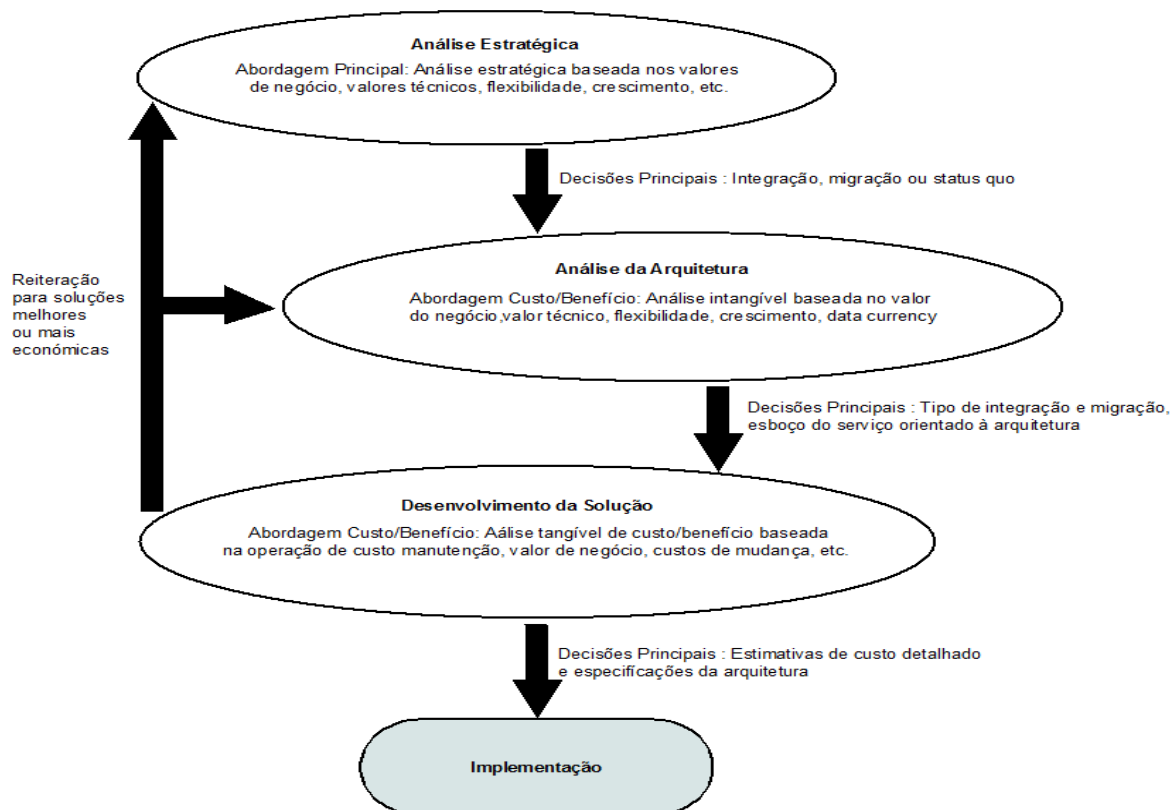 Análise Estratégica
Abordagem Principal: Análise estratégica baseada nos valores
de negócio, valores técnicos, flexibilidade, crescimento, etc.
Decisões Principais : Integração, migração ou status quo
Análise da Arquitetura
Abordagem Custo/Benefício: Análise intangível baseada no valor
do negócio,valor técnico, flexibilidade, crescimento, data currency
Reiteração
para soluções
melhores
ou mais
económicas
Decisões Principais : Tipo de integração e migração,
esboço do serviço orientado à arquitetura
Desenvolvimento da Solução
Abordagem Custo/Benefício: Aálise tangível de custo/benefício baseada
na operação de custo manutenção, valor de negócio, custos de mudança, etc.
Decisões Principais : Estimativas de custo detalhado
e especificações da arquitetura
Implementação